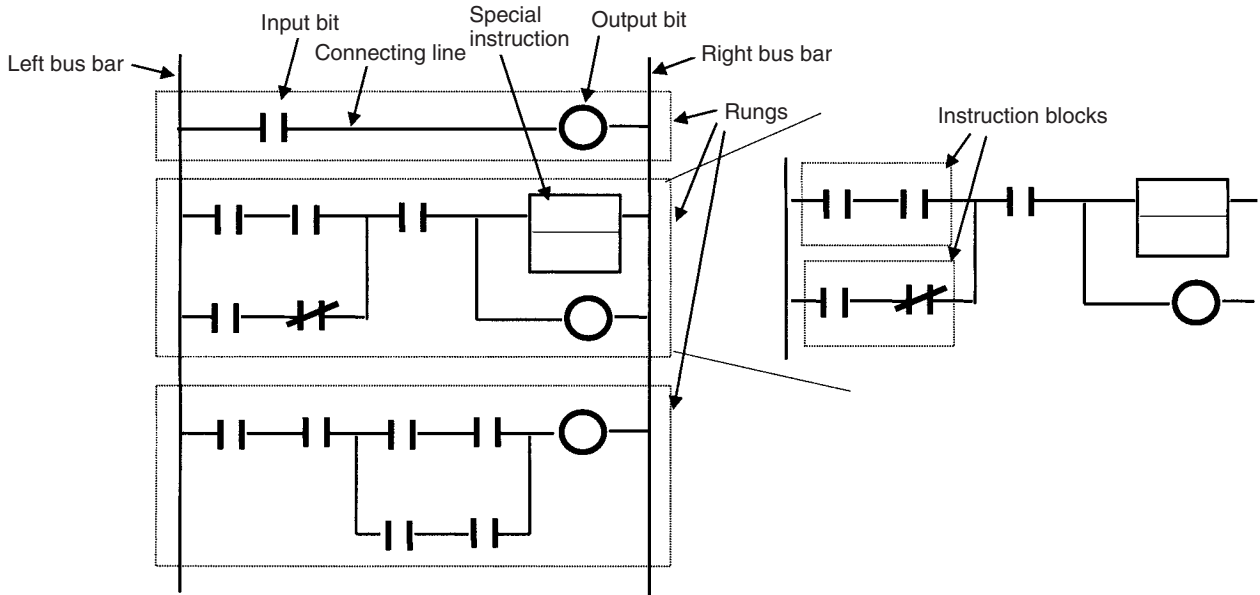 Input bit
Special
instruction
Output bit
Left bus bar
Connecting line
Right bus bar
Rungs
Instruction blocks